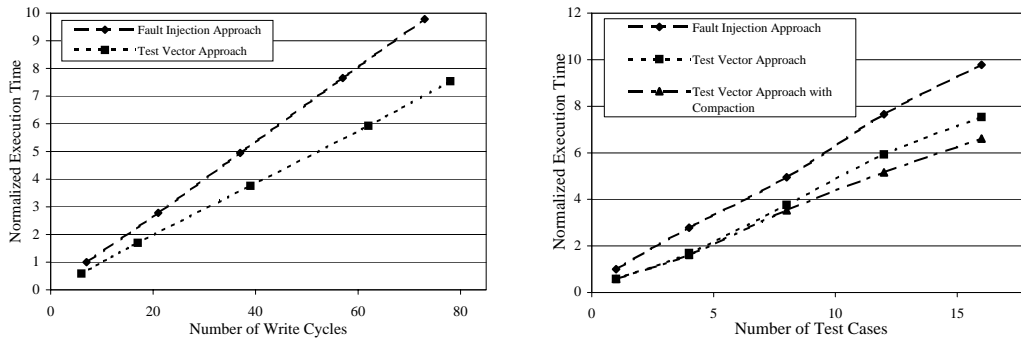 10
9
8
7
6
5
4
3
2
1
0
Normalized Execution Time
Fault Injection Approach
Test Vector Approach
0
20
40
60
80
Number of Write Cycles
12
10
8
6
4
2
0
Normalized Execution Time
Fault Injection Approach
Test Vector Approach
Test Vector Approach with
Compaction
0
5
10
15
Number of Test Cases